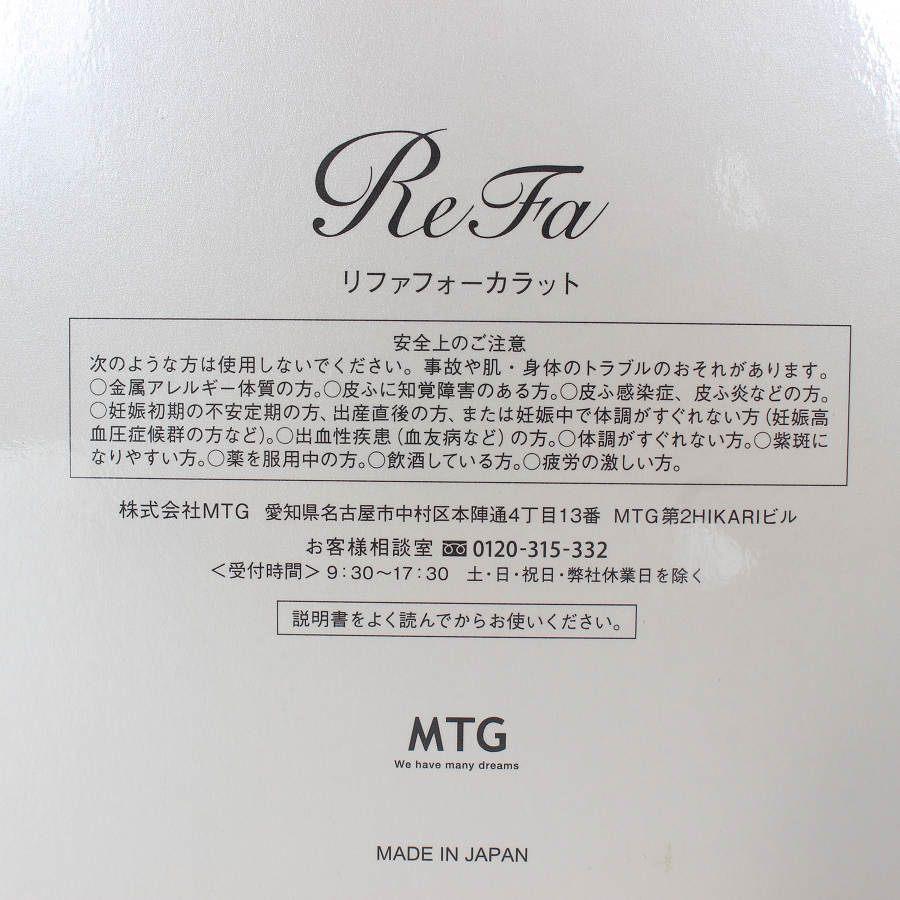 ReFa
リファフォーカラット
安全上のご注意
次のような方は使用しないでください。事故や肌・身体のトラブルのおそれがあります。
○金属アレルギー体質の方。○皮ふに知覚障害のある方。○皮ふ感染症、皮ふ炎などの方。
○妊娠初期の不安定期の方、出産直後の方、または妊娠中で体調がすぐれない方(妊娠高
血圧症候群の方など)。○出血性疾患(血友病など)の方。○体調がすぐれない方。○紫斑に
なりやすい方。○薬を服用中の方。○飲酒している方。○疲労の激しい方。
株式会社MTG 愛知県名古屋市中村区本陣通4丁目13番 MTG第2HIKARIビル
お客様相談室 0120-315-332
<受付時間>9:30〜17:30 土・日・祝日・弊社休業日を除く
説明書をよく読んでからお使いください。
MTG
We have many dreams
MADE IN JAPAN